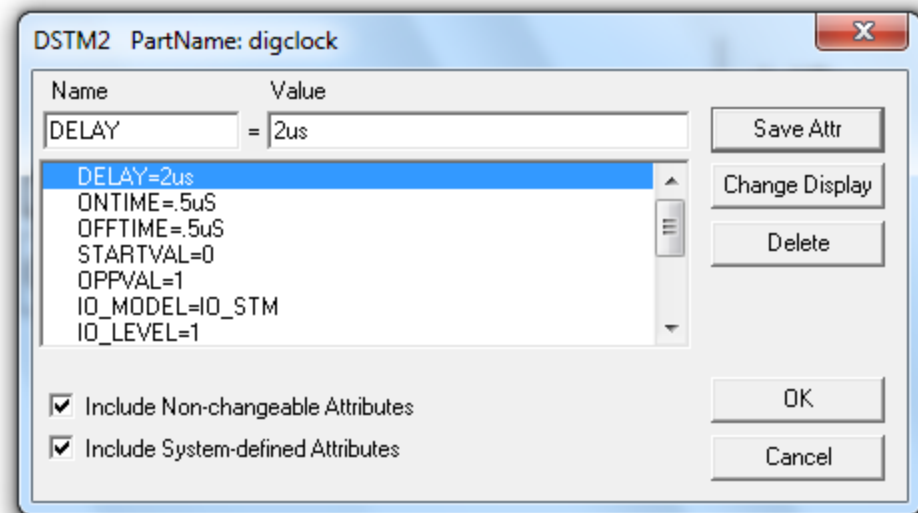 DSTM2 PartName: digclock
Name Value
DELAY = 2us
Save Attr
DELAY=2us
ONTIME=.5uS
OFFTIME=.5uS
STARTVAL=0
OPPVAL=1
IO_MODEL=IO_STM
IO_LEVEL=1
Change Display
Delete
Include Non-changeable Attributes
Include System-defined Attributes
OK
Cancel